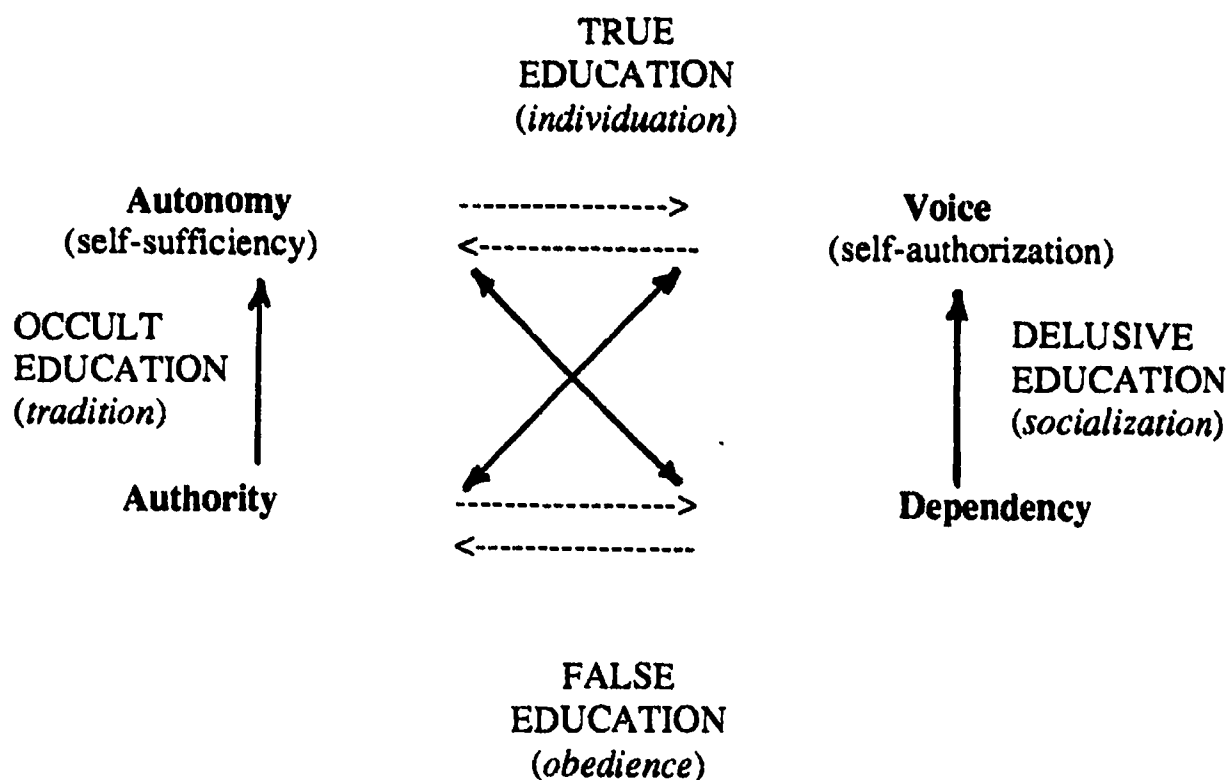 TRUE
EDUCATION
(individuation)
Autonomy
(self-sufficiency)
Voice
(self-authorization)
OCCULT
EDUCATION
(tradition)
DELUSIVE
EDUCATION
(socialization)
Authority
Dependency
FALSE
EDUCATION
(obedience)